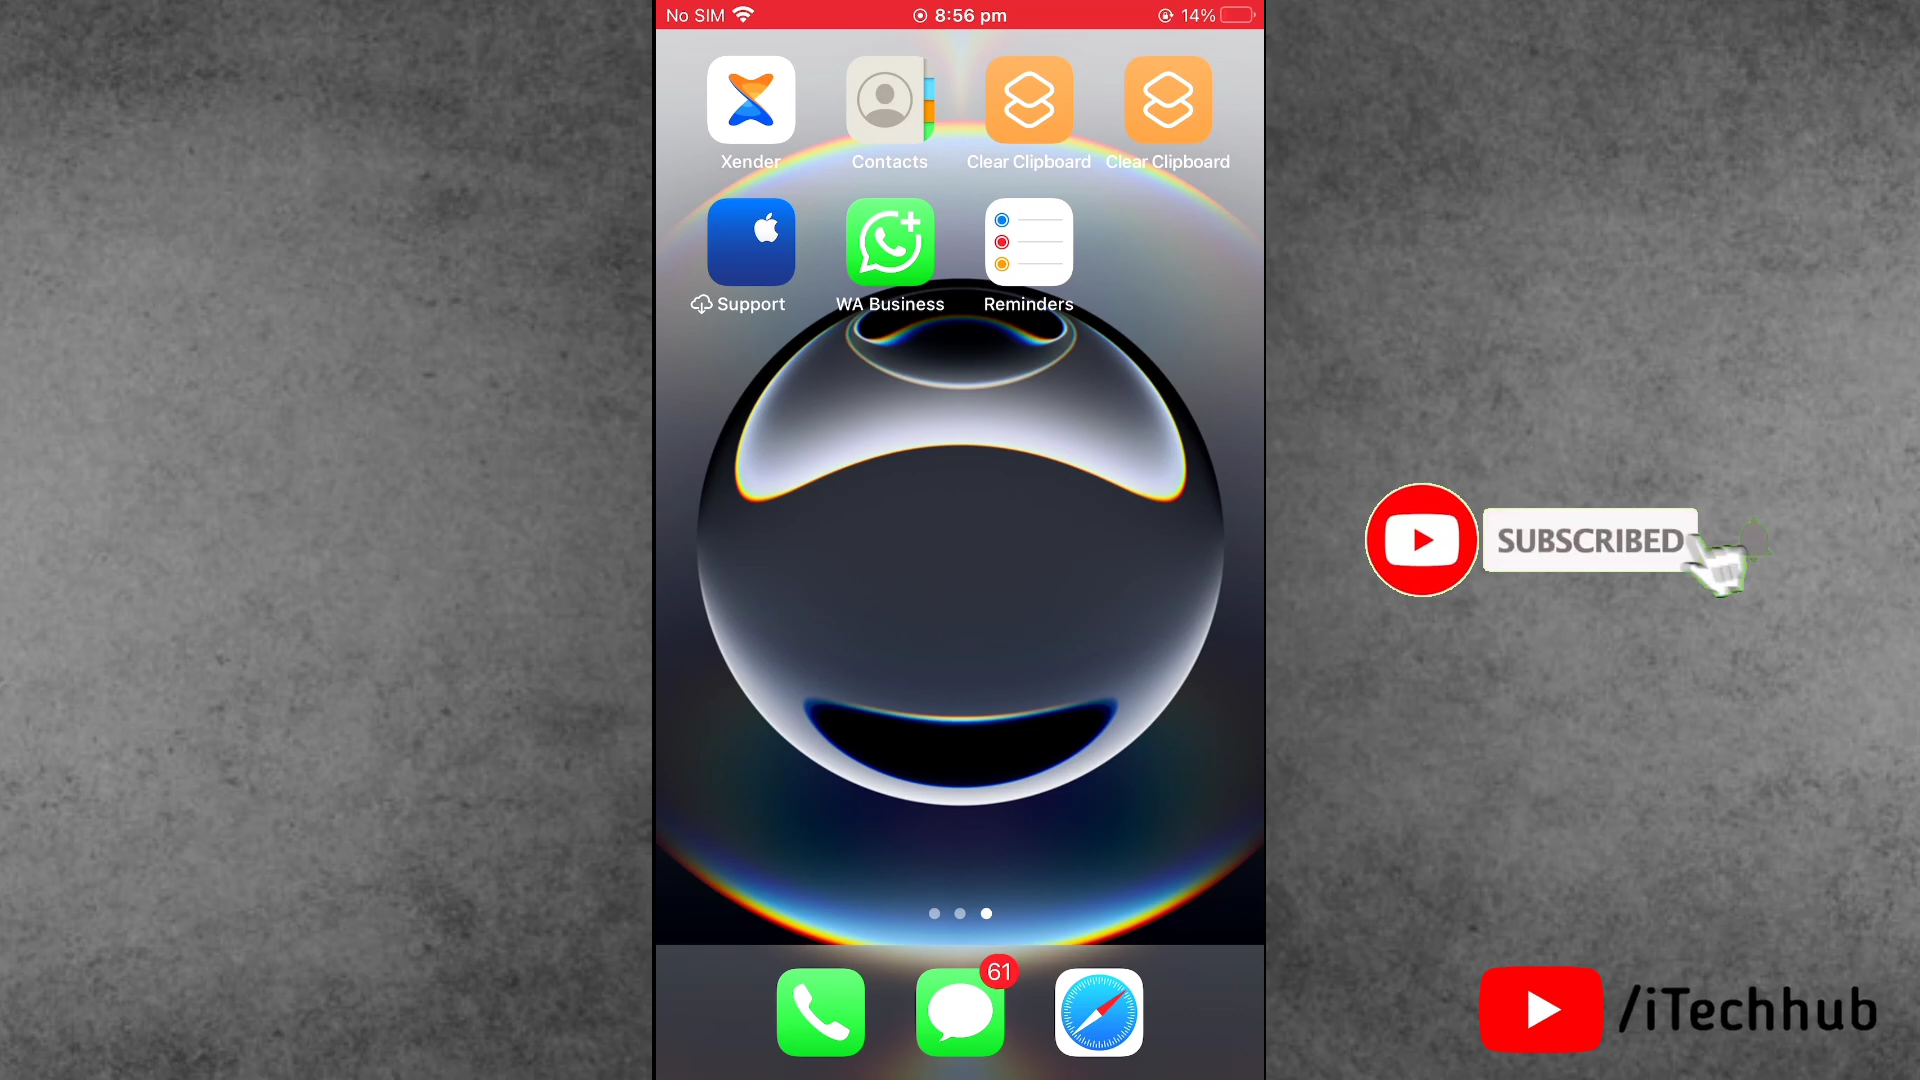 No SIM 8:56 pm 14%
Xender Contacts Clear Clipboard Clear Clipboard
Support WA Business Reminders
SUBSCRIBED
61
/iTechhub